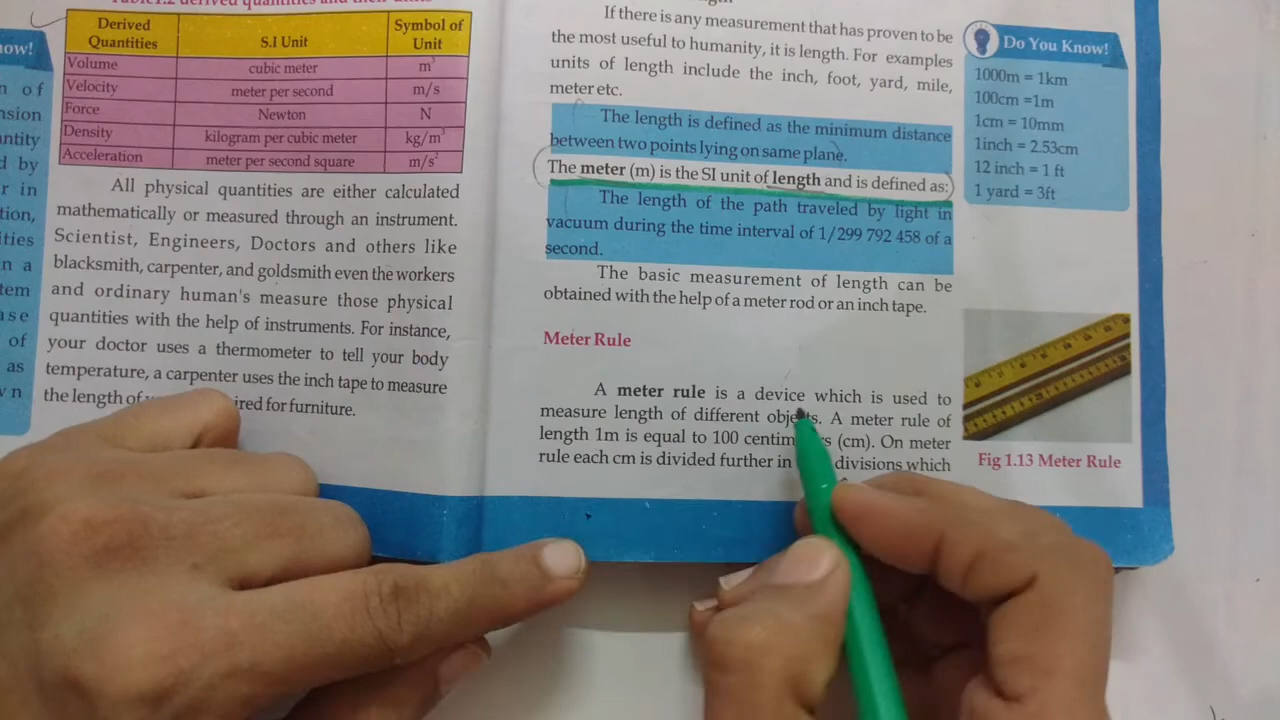 Derived Quantities | S.I Unit | Symbol of Unit
Volume | cubic meter | m³
Velocity | meter per second | m/s
Force | Newton | N
Density | kilogram per cubic meter | kg/m³
Acceleration | meter per second square | m/s²
All physical quantities are either calculated
mathematically or measured through an instrument.
Scientist, Engineers, Doctors and others like
blacksmith, carpenter, and goldsmith even the workers
and ordinary human's measure those physical
quantities with the help of instruments. For instance,
your doctor uses a thermometer to tell your body
temperature, a carpenter uses the inch tape to measure
the length of
for furniture.
If there is any measurement that has proven to be
the most useful to humanity, it is length. For examples
units of length include the inch, foot, yard, mile,
meter etc.
The length is defined as the minimum distance
between two points lying on same plane.
The meter (m) is the SI unit of length and is defined as:
The length of the path traveled by light in
vacuum during the time interval of 1/299 792 458 of a
second.
The basic measurement of length can be
obtained with the help of a meter rod or an inch tape.
Meter Rule
A meter rule is a device which is used to
measure length of different objects. A meter rule of
length 1m is equal to 100 (cm). On meter
rule each cm is divided further in divisions which
Do You Know!
1000m = 1km
100cm =1m
1cm = 10mm
1inch = 2.53cm
12 inch = 1 ft
1 yard = 3ft
Fig 1.13 Meter Rule